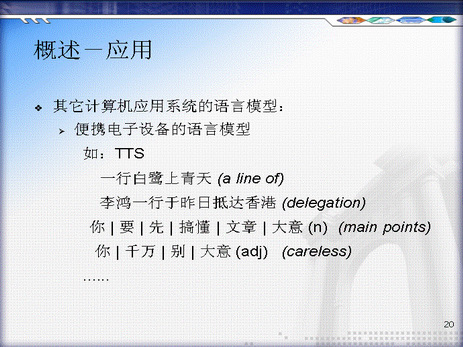 概述－应用
❖ 其它计算机应用系统的语言模型：
➢ 便携电子设备的语言模型
如：TTS
一行白鹭上青天 (a line of)
李鸿一行于昨日抵达香港 (delegation)
你 | 要 | 先 | 搞懂 | 文章 | 大意 (n) (main points)
你 | 千万 | 别 | 大意 (adj) (careless)
……
20